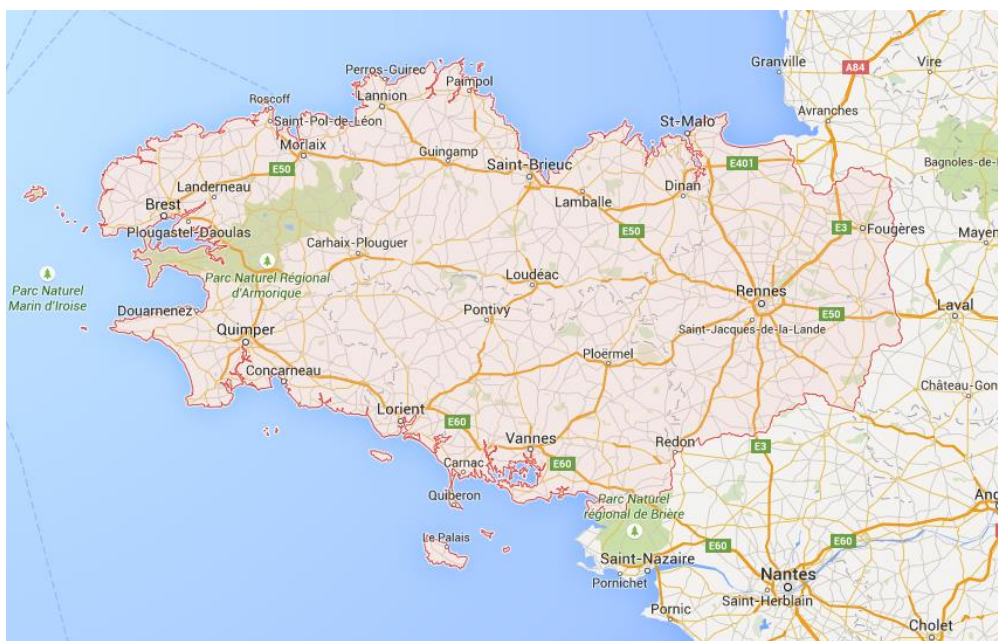 Granville
Vire
A84
Perros-Guirec
Paimpol
Roscoff
Lannion
Avranches
Saint-Pol-de-Léon
St-Malo
Morlaix
Guingamp
Saint-Brieuc
E401
Bagnoles-de-l
E50
Landerneau
Dinan
Lamballe
Brest
Plougastel-Daoulas
E50
E3
Fougères
Mayen
Carhaix-Plouguer
Parc Naturel
Marin d'Iroise
Parc Naturel Régional
d'Armorique
Loudéac
Rennes
Douarnenez
Pontivy
E50
Laval
Quimper
Saint-Jacques-de-la-Lande
Ploërmel
Concarneau
Château-Gon
Lorient
E60
Vannes
Redon
E3
Carnac
E60
Quiberon
Parc Naturel
régional de Brière
Ang
Le Palais
E60
E60
Saint-Nazaire
Pornichet
Nantes
Saint-Herblain
Pornic
Cholet